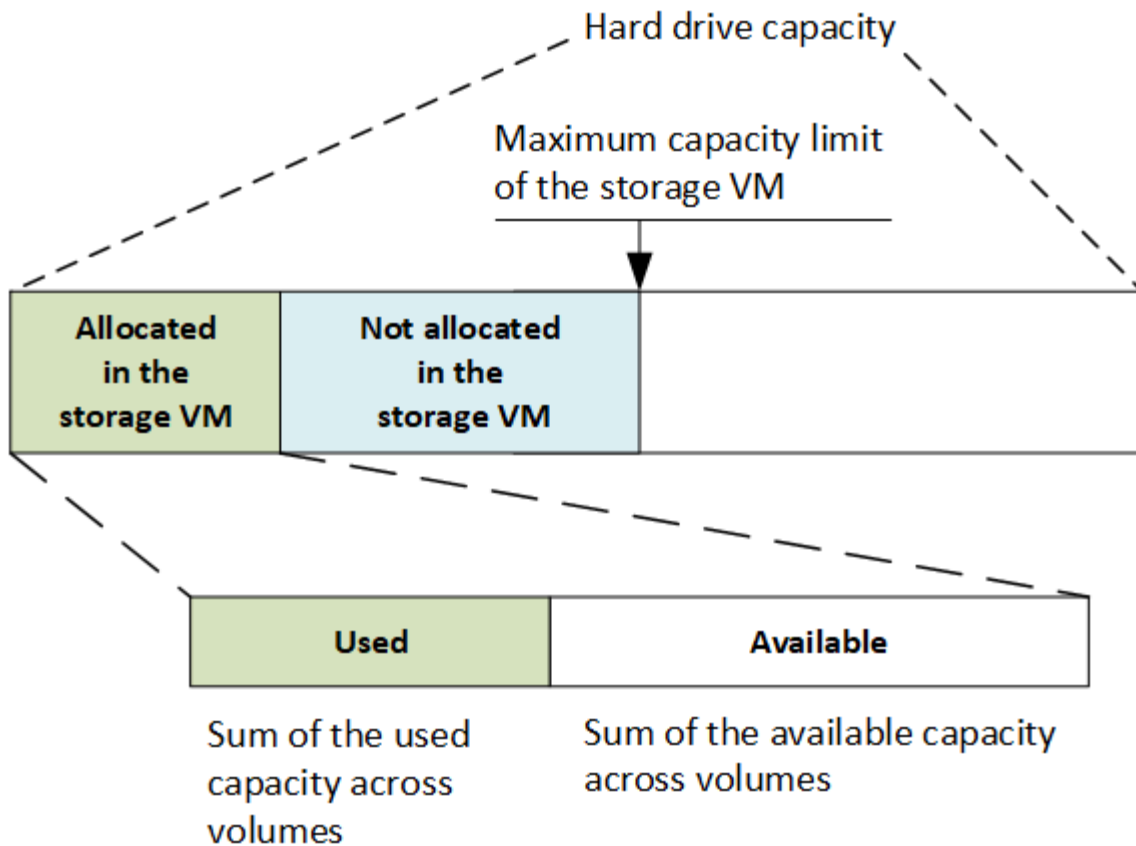 Hard drive capacity
Maximum capacity limit
of the storage VM
Allocated
in the
storage VM
Not allocated
in the
storage VM
Used
Available
Sum of the used
capacity across
volumes
Sum of the available capacity
across volumes